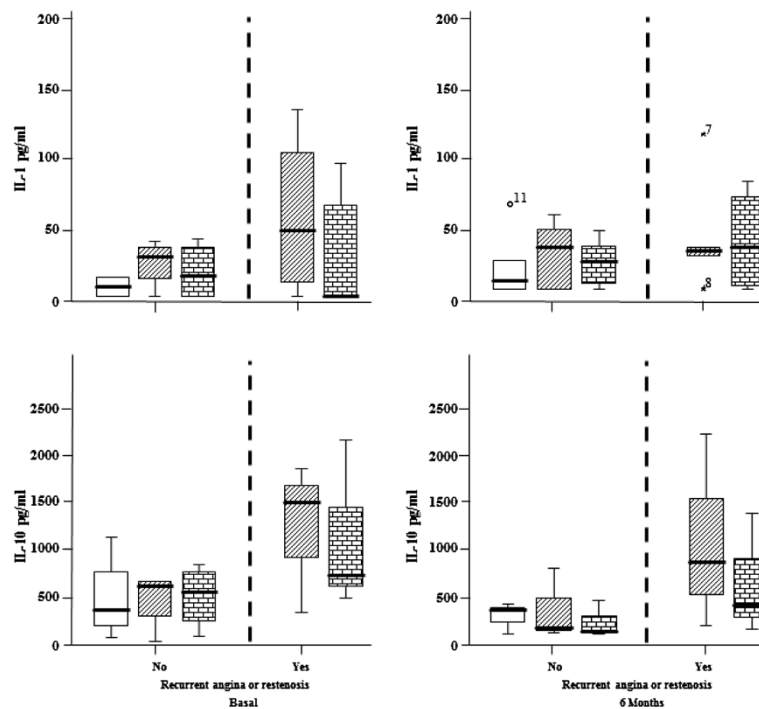 200
150
100
50
0
IL-1 pg/ml
200
150
100
50
0
IL-1 pg/ml
11
7
8
2500
2000
1500
1000
500
0
IL-10 pg/ml
No
Yes
Recurrent angina or restenosis
Basal
2500
2000
1500
1000
500
0
IL-10 pg/ml
No
Yes
Recurrent angina or restenosis
6 Months